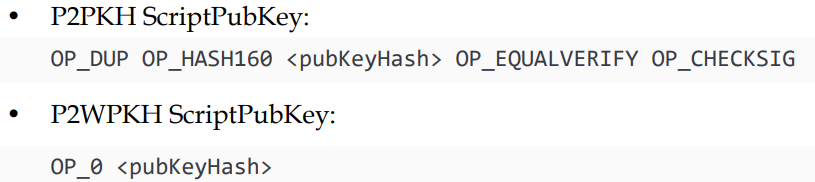 • P2PKH ScriptPubKey:
OP_DUP OP_HASH160 <pubKeyHash> OP_EQUALVERIFY OP_CHECKSIG
• P2WPKH ScriptPubKey:
OP_0 <pubKeyHash>